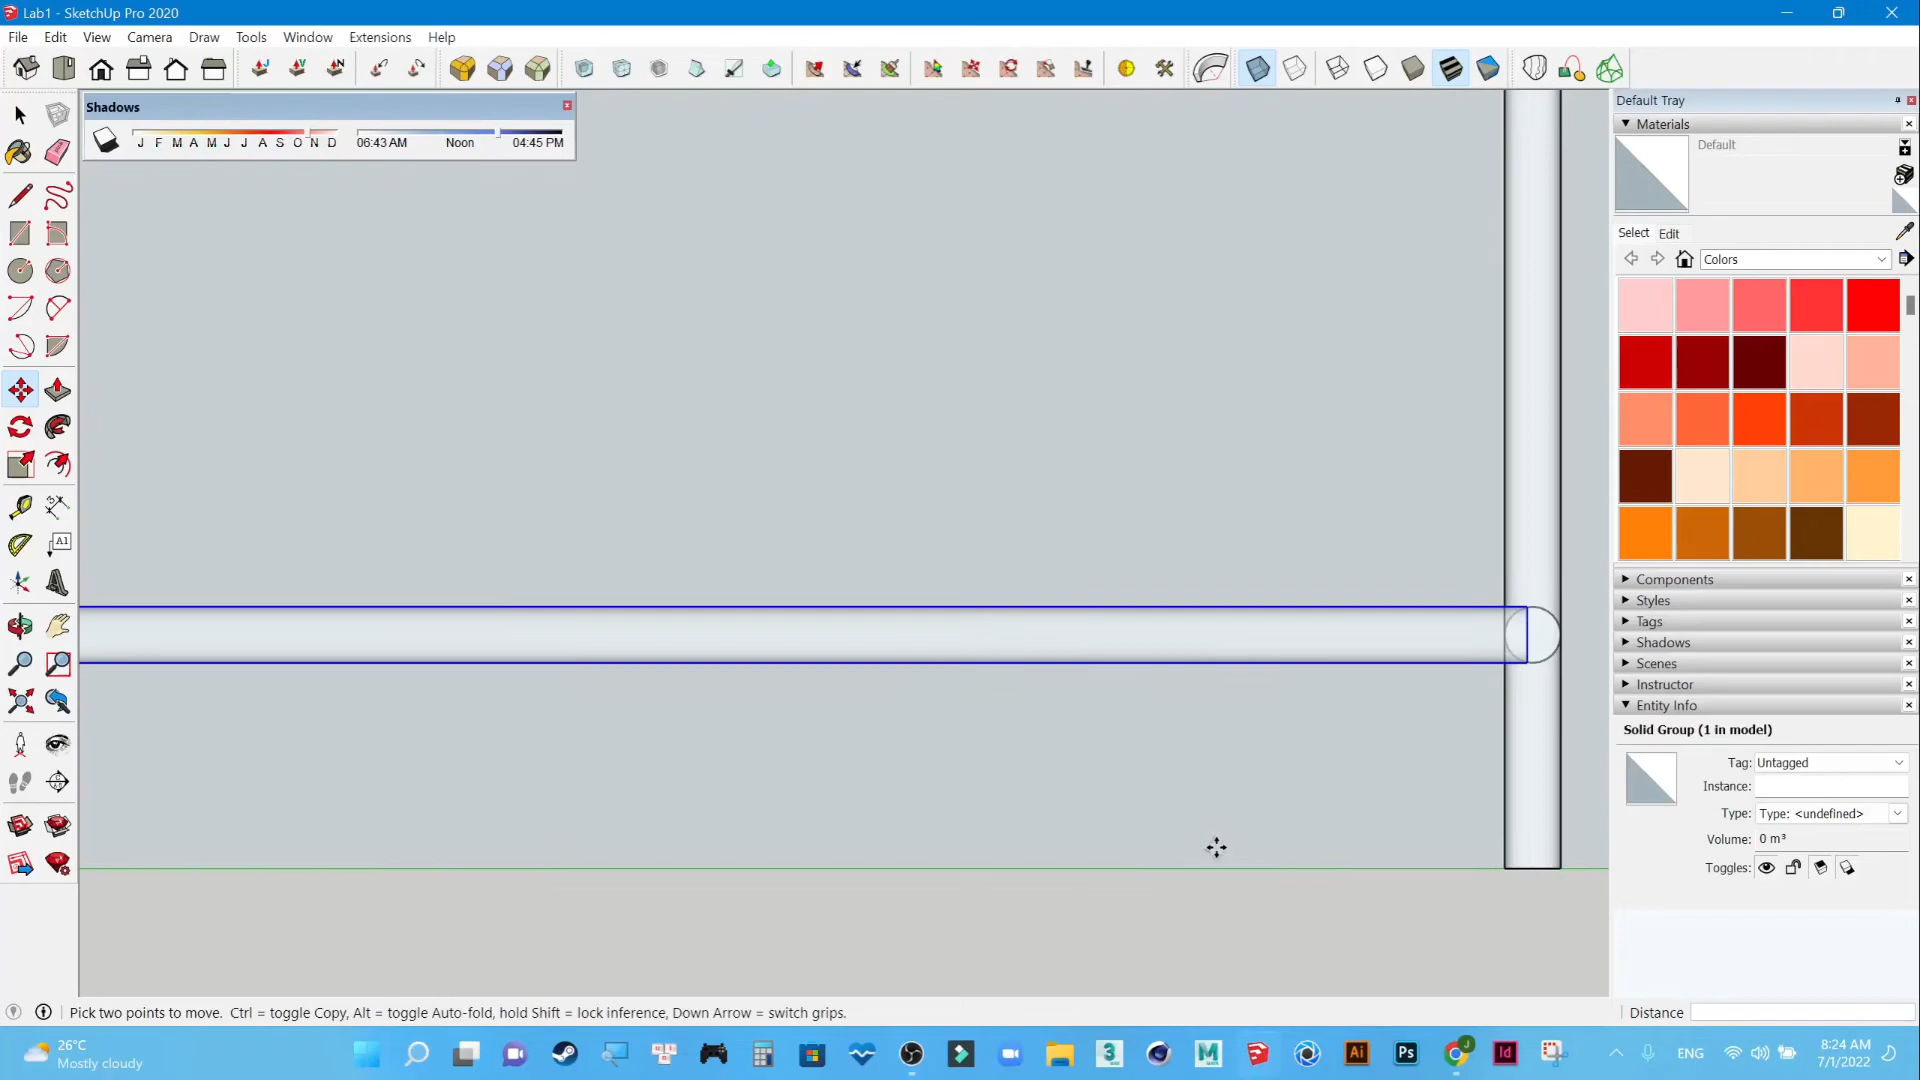 Lab1 - SketchUp Pro 2020
File Edit View Camera Draw Tools Window Extensions Help
Shadows
J F M A M J J A S O N D 06:43 AM Noon 04:45 PM
Default Tray
Materials
Default
Select Edit
Colors
Components
Styles
Tags
Shadows
Scenes
Instructor
Entity Info
Solid Group (1 in model)
Tag: Untagged
Instance:
Type: Type: <undefined>
Volume: 0 m³
Toggles:
Pick two points to move. Ctrl = toggle Copy, Alt = toggle Auto-fold, hold Shift = lock inference, Down Arrow = switch grips.
Distance
26°C
Mostly cloudy
ENG
8:24 AM
7/1/2022